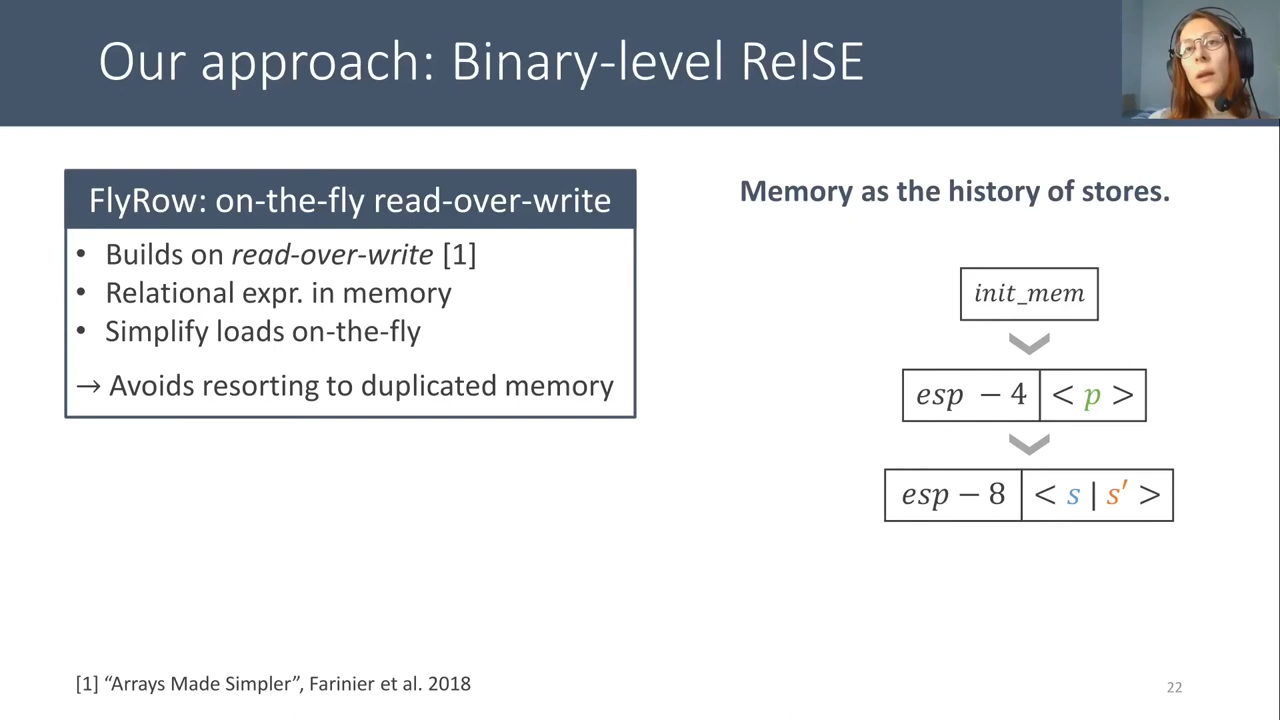 Our approach: Binary-level RelSE
FlyRow: on-the-fly read-over-write
• Builds on read-over-write [1]
• Relational expr. in memory
• Simplify loads on-the-fly
→ Avoids resorting to duplicated memory
Memory as the history of stores.
init_mem
esp − 4 < p >
esp − 8 < s | s′ >
[1] “Arrays Made Simpler”, Farinier et al. 2018
22